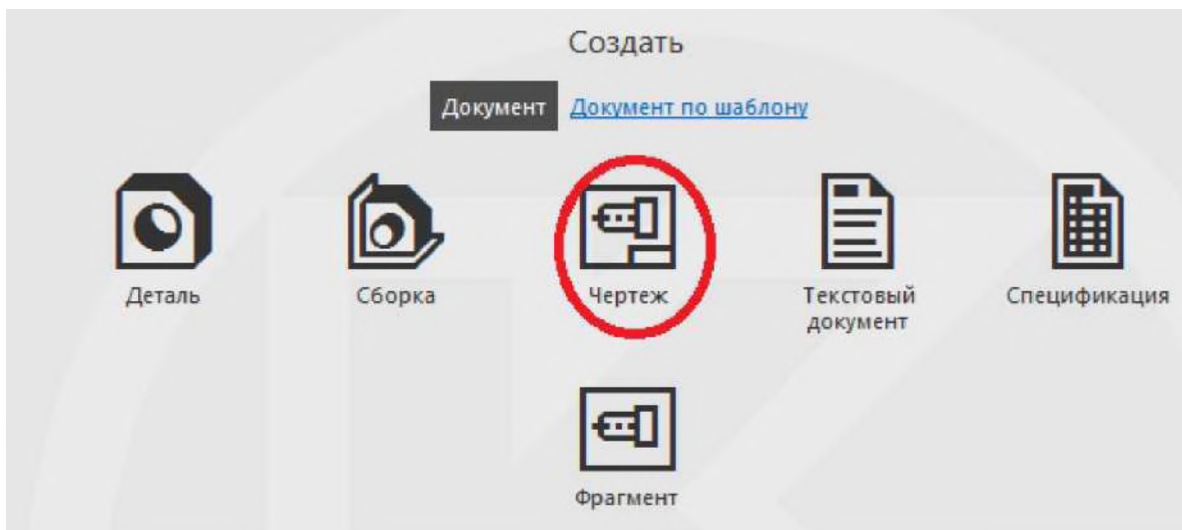 Создать
Документ Документ по шаблону
Деталь Сборка Чертеж Текстовый документ Спецификация
Фрагмент